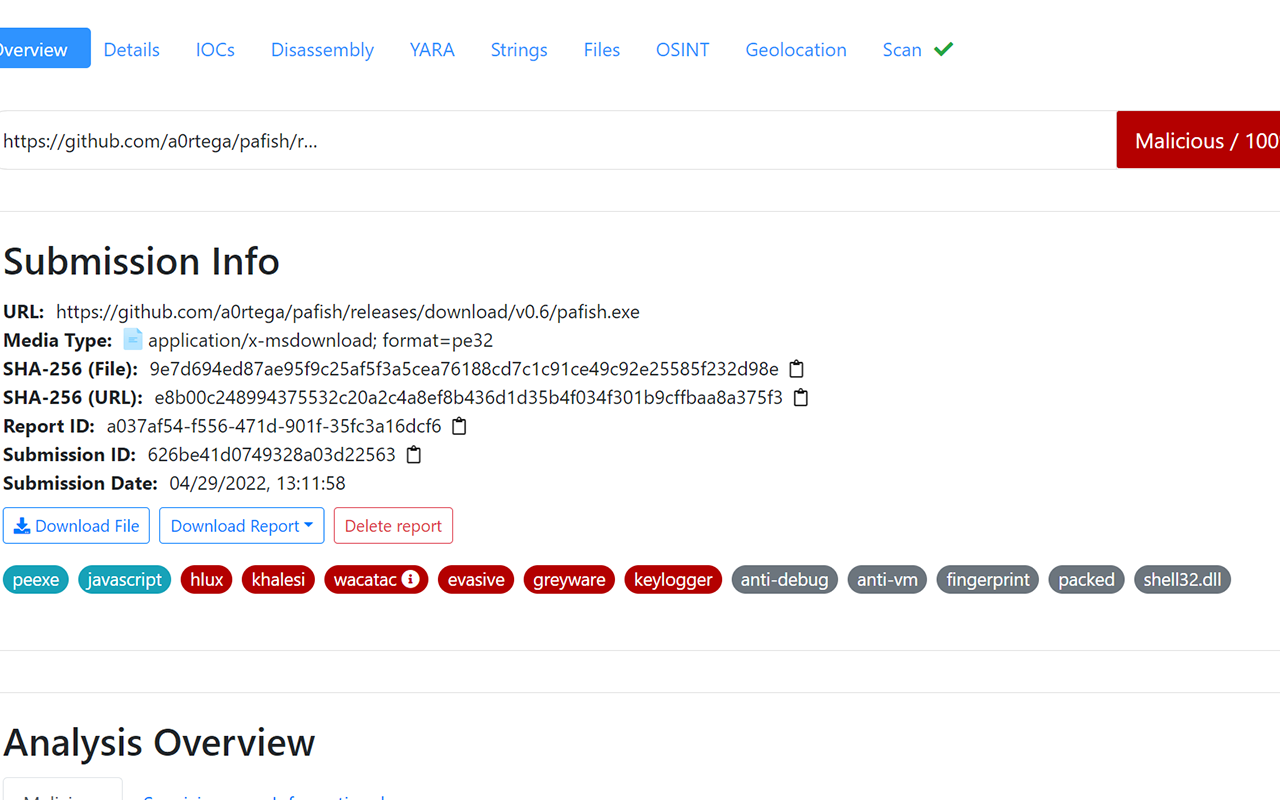 Overview Details IOCs Disassembly YARA Strings Files OSINT Geolocation Scan
https://github.com/a0rtega/pafish/r...
Malicious / 100
Submission Info
URL: https://github.com/a0rtega/pafish/releases/download/v0.6/pafish.exe
Media Type: application/x-msdownload; format=pe32
SHA-256 (File): 9e7d694ed87ae95f9c25af5f3a5cea76188cd7c1c91ce49c92e25585f232d98e
SHA-256 (URL): e8b00c248994375532c20a2c4a8ef8b436d1d35b4f034f301b9cffbaa8a375f3
Report ID: a037af54-f556-471d-901f-35fc3a16dcf6
Submission ID: 626be41d0749328a03d22563
Submission Date: 04/29/2022, 13:11:58
Download File Download Report Delete report
peexe javascript hlux khalesi wacatac evasive greyware keylogger anti-debug anti-vm fingerprint packed shell32.dll
Analysis Overview